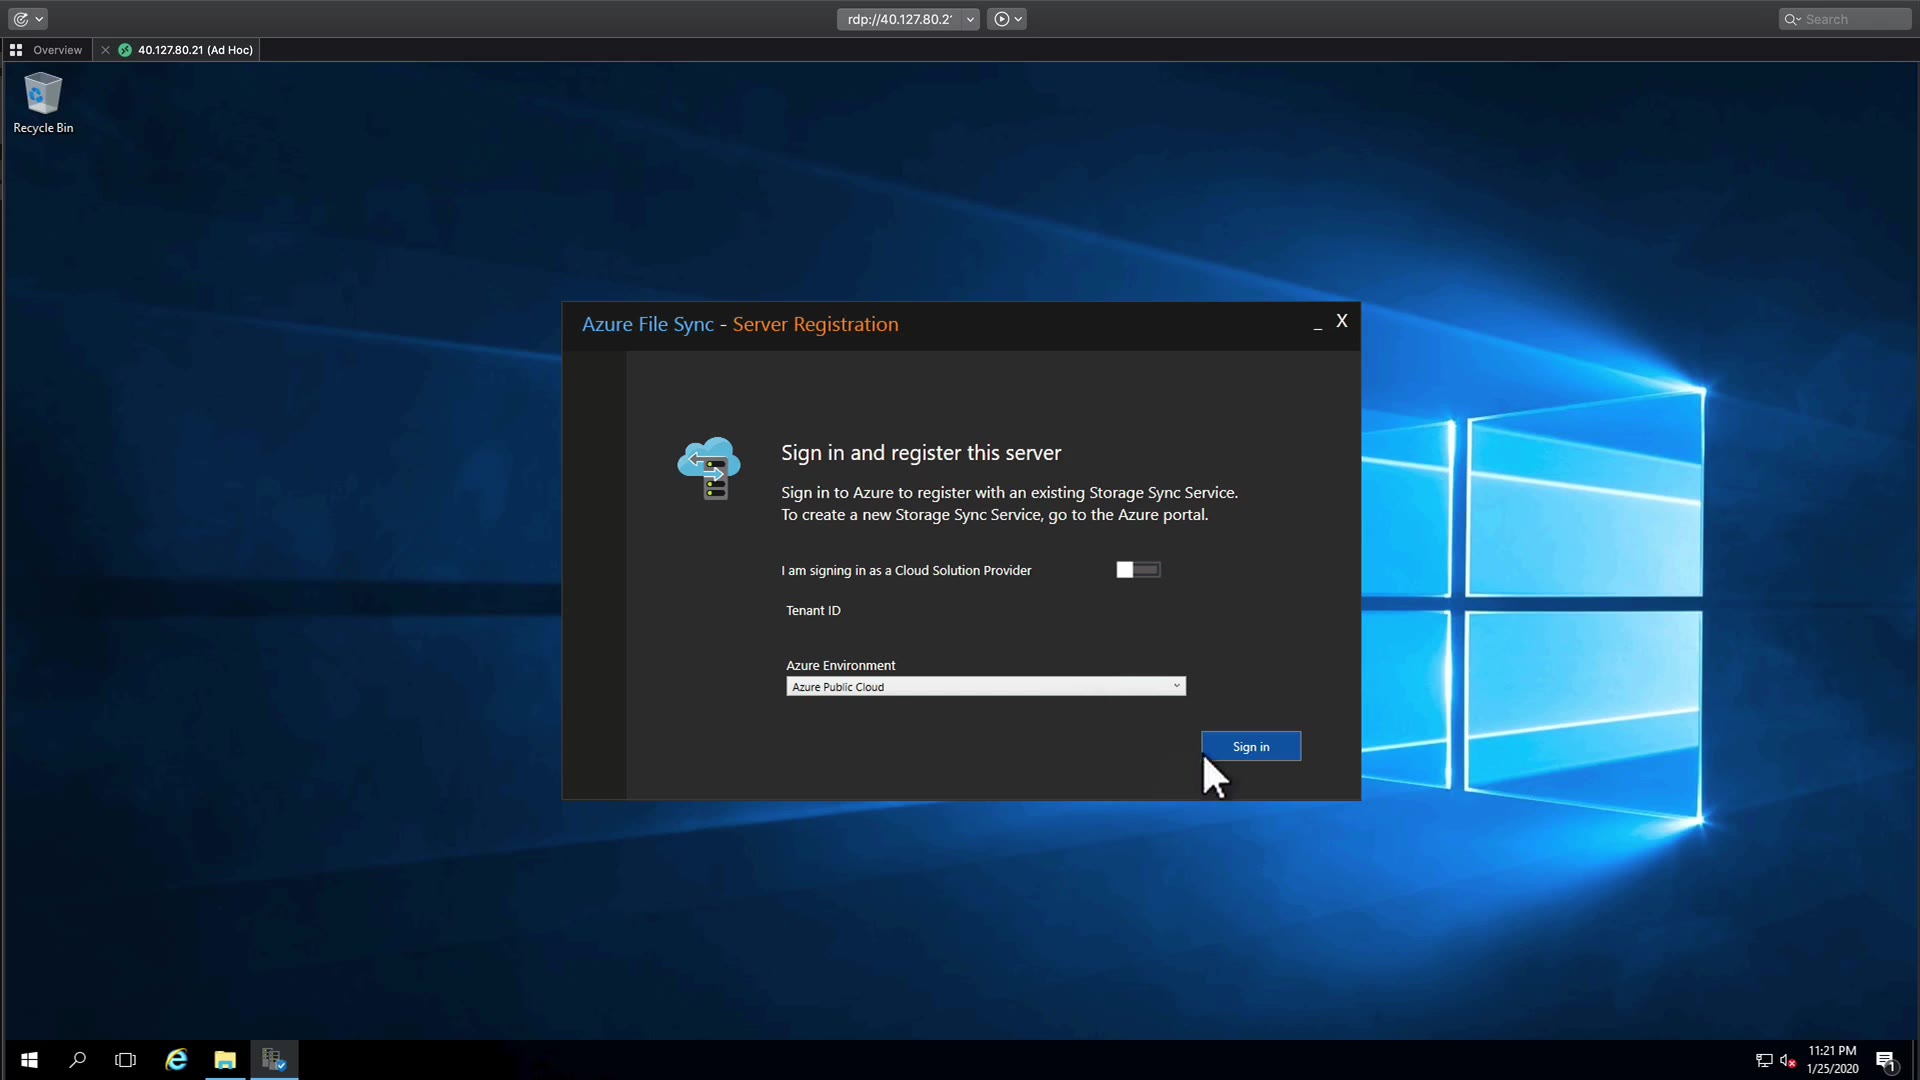 rdp://40.127.80.2
Search
Overview
40.127.80.21 (Ad Hoc)
Recycle Bin
Azure File Sync - Server Registration
_ X
Sign in and register this server
Sign in to Azure to register with an existing Storage Sync Service.
To create a new Storage Sync Service, go to the Azure portal.
I am signing in as a Cloud Solution Provider
Tenant ID
Azure Environment
Azure Public Cloud
Sign in
11:21 PM
1/25/2020
1